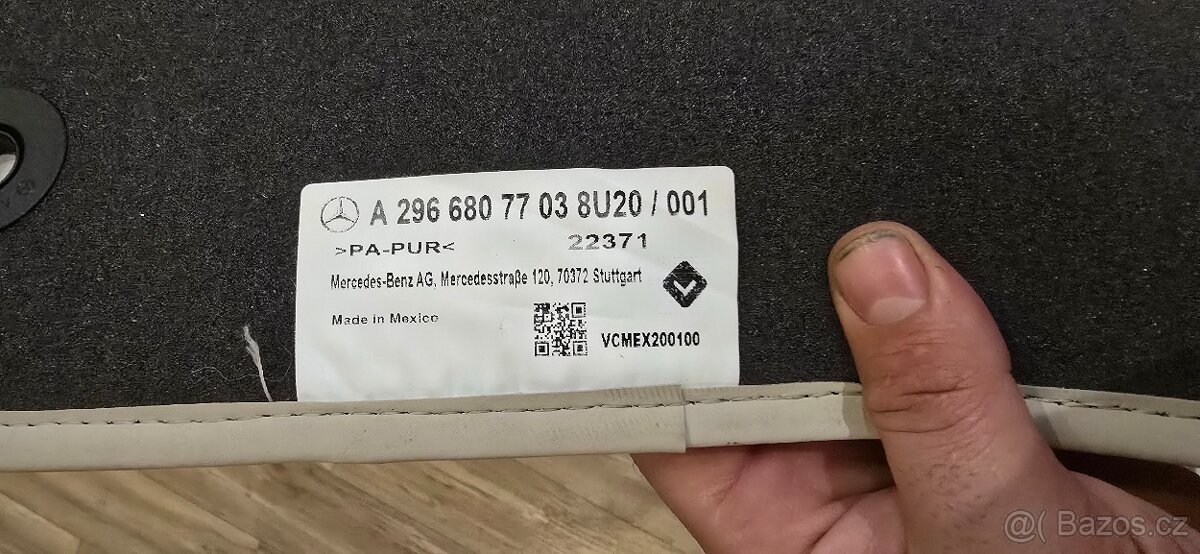 A 296 680 77 03 8U20 / 001
>PA-PUR< 22371
Mercedes-Benz AG, Mercedesstraße 120, 70372 Stuttgart
Made in Mexico
VCMEX200100
@( Bazos.cz